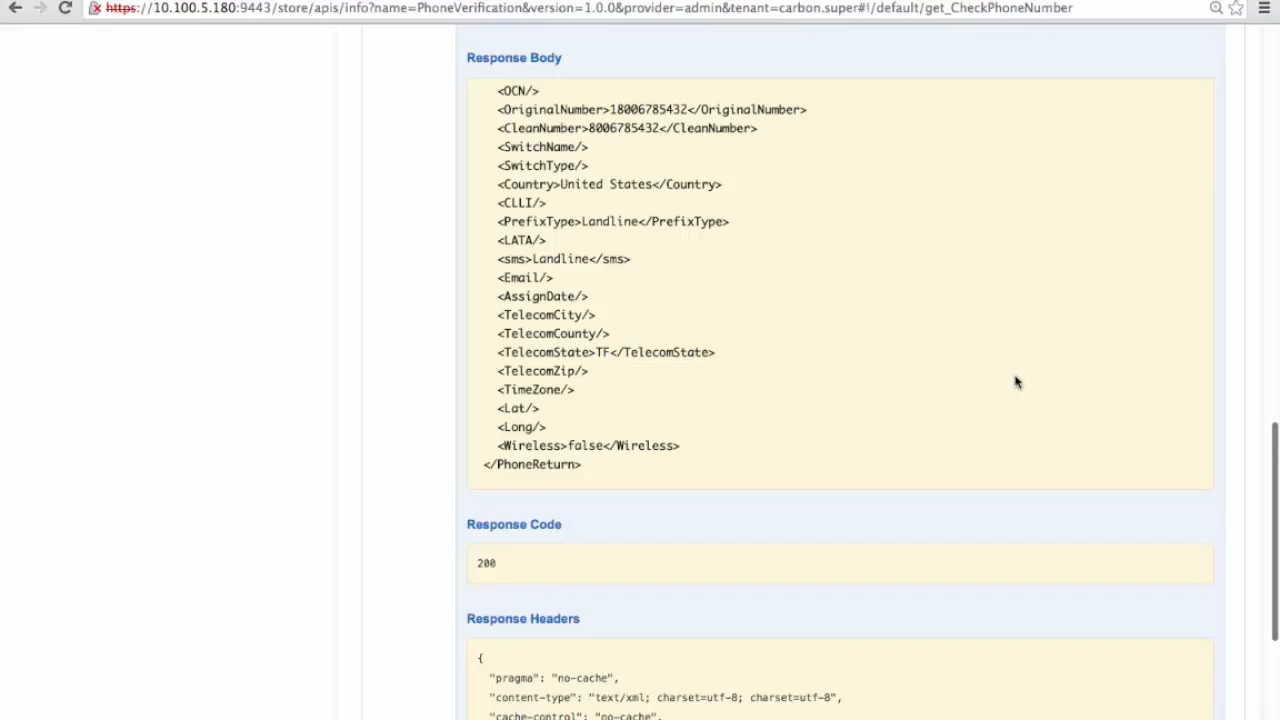 https://10.100.5.180:9443/store/apis/info?name=PhoneVerification&version=1.0.0&provider=admin&tenant=carbon.super#!/default/get_CheckPhoneNumber
Response Body
<OCN/>
<OriginalNumber>18006785432</OriginalNumber>
<CleanNumber>8006785432</CleanNumber>
<SwitchName/>
<SwitchType/>
<Country>United States</Country>
<CLLI/>
<PrefixType>Landline</PrefixType>
<LATA/>
<sms>Landline</sms>
<Email/>
<AssignDate/>
<TelecomCity/>
<TelecomCounty/>
<TelecomState>TF</TelecomState>
<TelecomZip/>
<TimeZone/>
<Lat/>
<Long/>
<Wireless>false</Wireless>
</PhoneReturn>
Response Code
200
Response Headers
{
"pragma": "no-cache",
"content-type": "text/xml; charset=utf-8; charset=utf-8",
"cache-control": "no-cache",